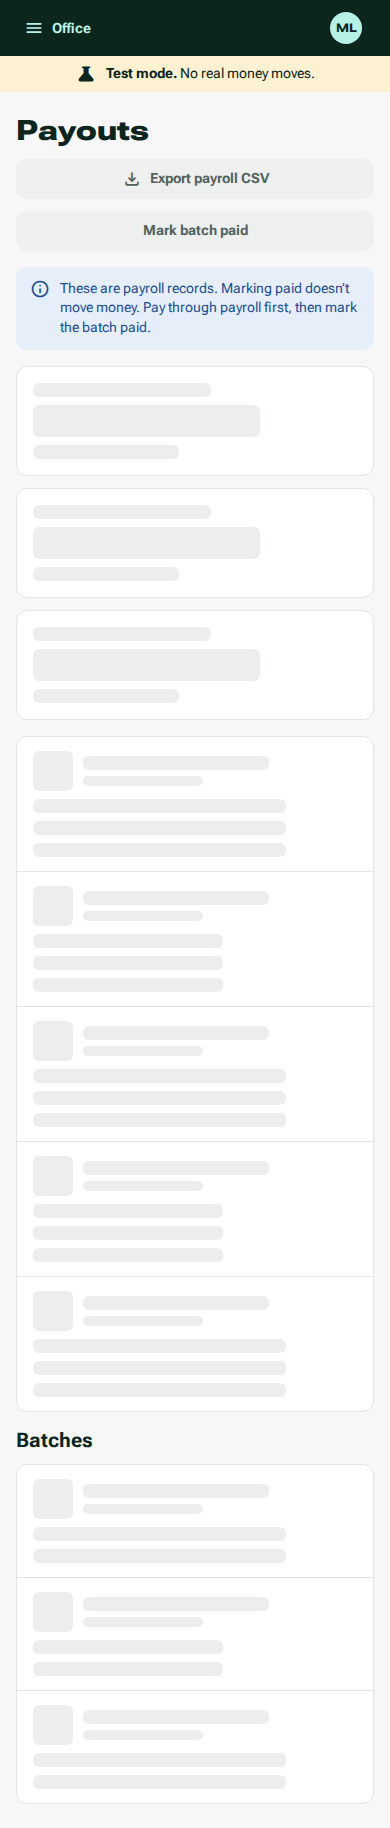 Office
ML
Test mode. No real money moves.
Payouts
Export payroll CSV
Mark batch paid
These are payroll records. Marking paid doesn’t
move money. Pay through payroll first, then mark
the batch paid.
Batches